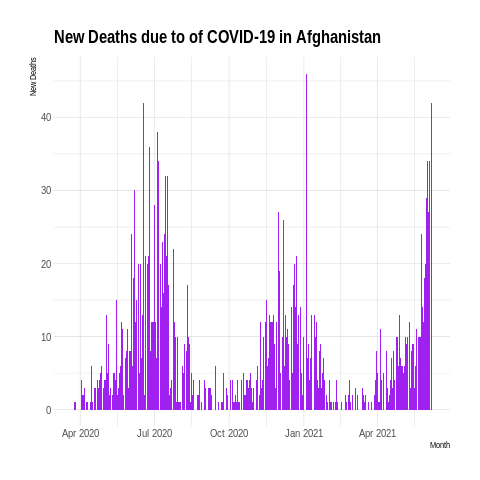 New Deaths due to of COVID-19 in Afghanistan
New Deaths
40
30
20
10
0
Apr 2020 Jul 2020 Oct 2020 Jan 2021 Apr 2021
Month